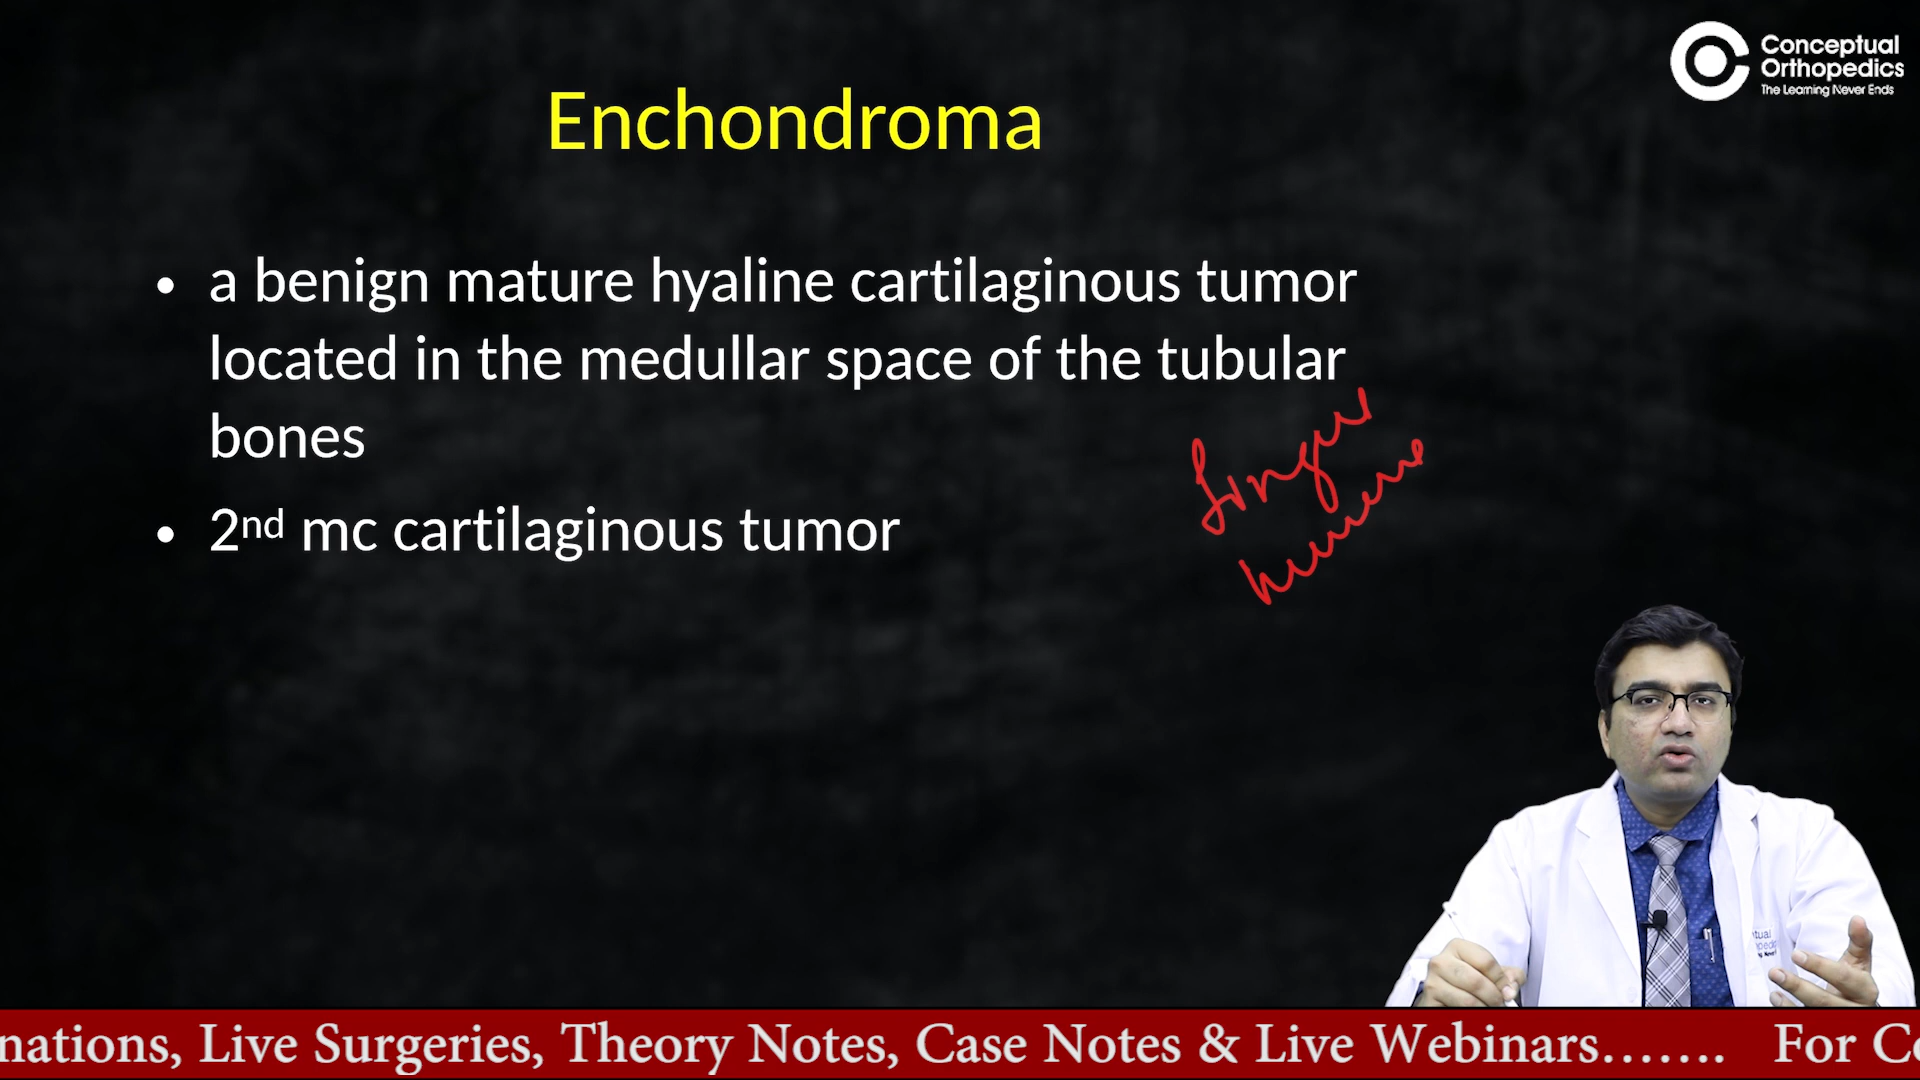 Conceptual
Orthopedics
The Learning Never Ends
Enchondroma
• a benign mature hyaline cartilaginous tumor
located in the medullar space of the tubular
bones
• 2nd mc cartilaginous tumor
nations, Live Surgeries, Theory Notes, Case Notes & Live Webinars....... For Co